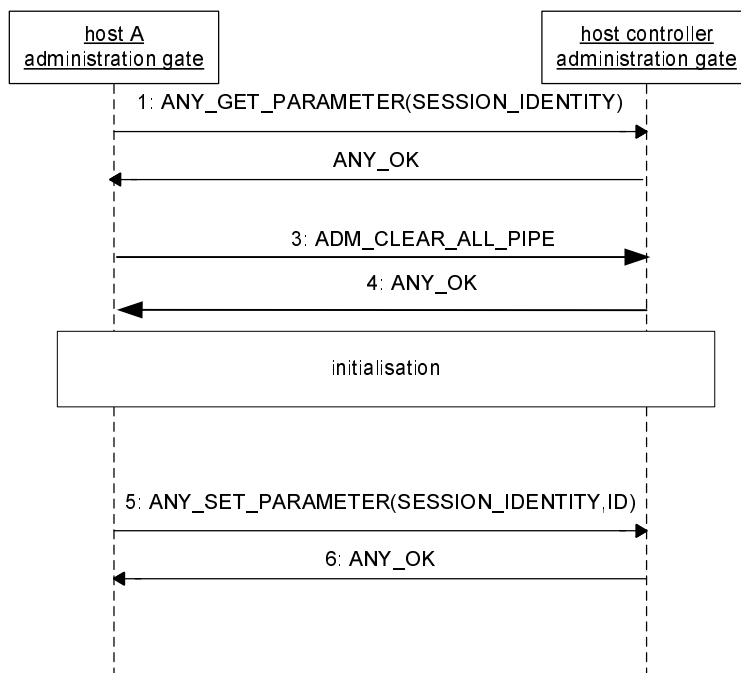 host A
administration gate
host controller
administration gate
1: ANY_GET_PARAMETER(SESSION_IDENTITY)
ANY_OK
3: ADM_CLEAR_ALL_PIPE
4: ANY_OK
initialisation
5: ANY_SET_PARAMETER(SESSION_IDENTITY,ID)
6: ANY_OK